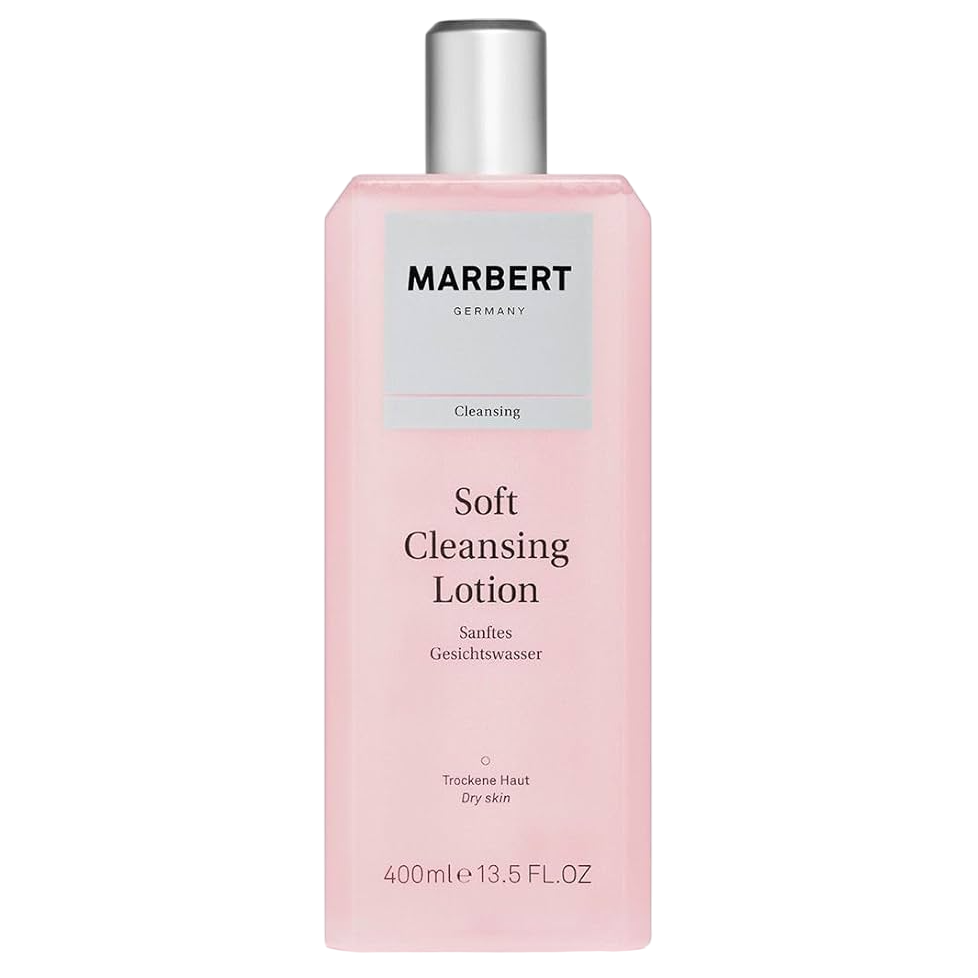 MARBERT
GERMANY
Cleansing
Soft
Cleansing
Lotion
Sanftes
Gesichtswasser
Trockene Haut
Dry skin
400ml℮13.5 FL.OZ